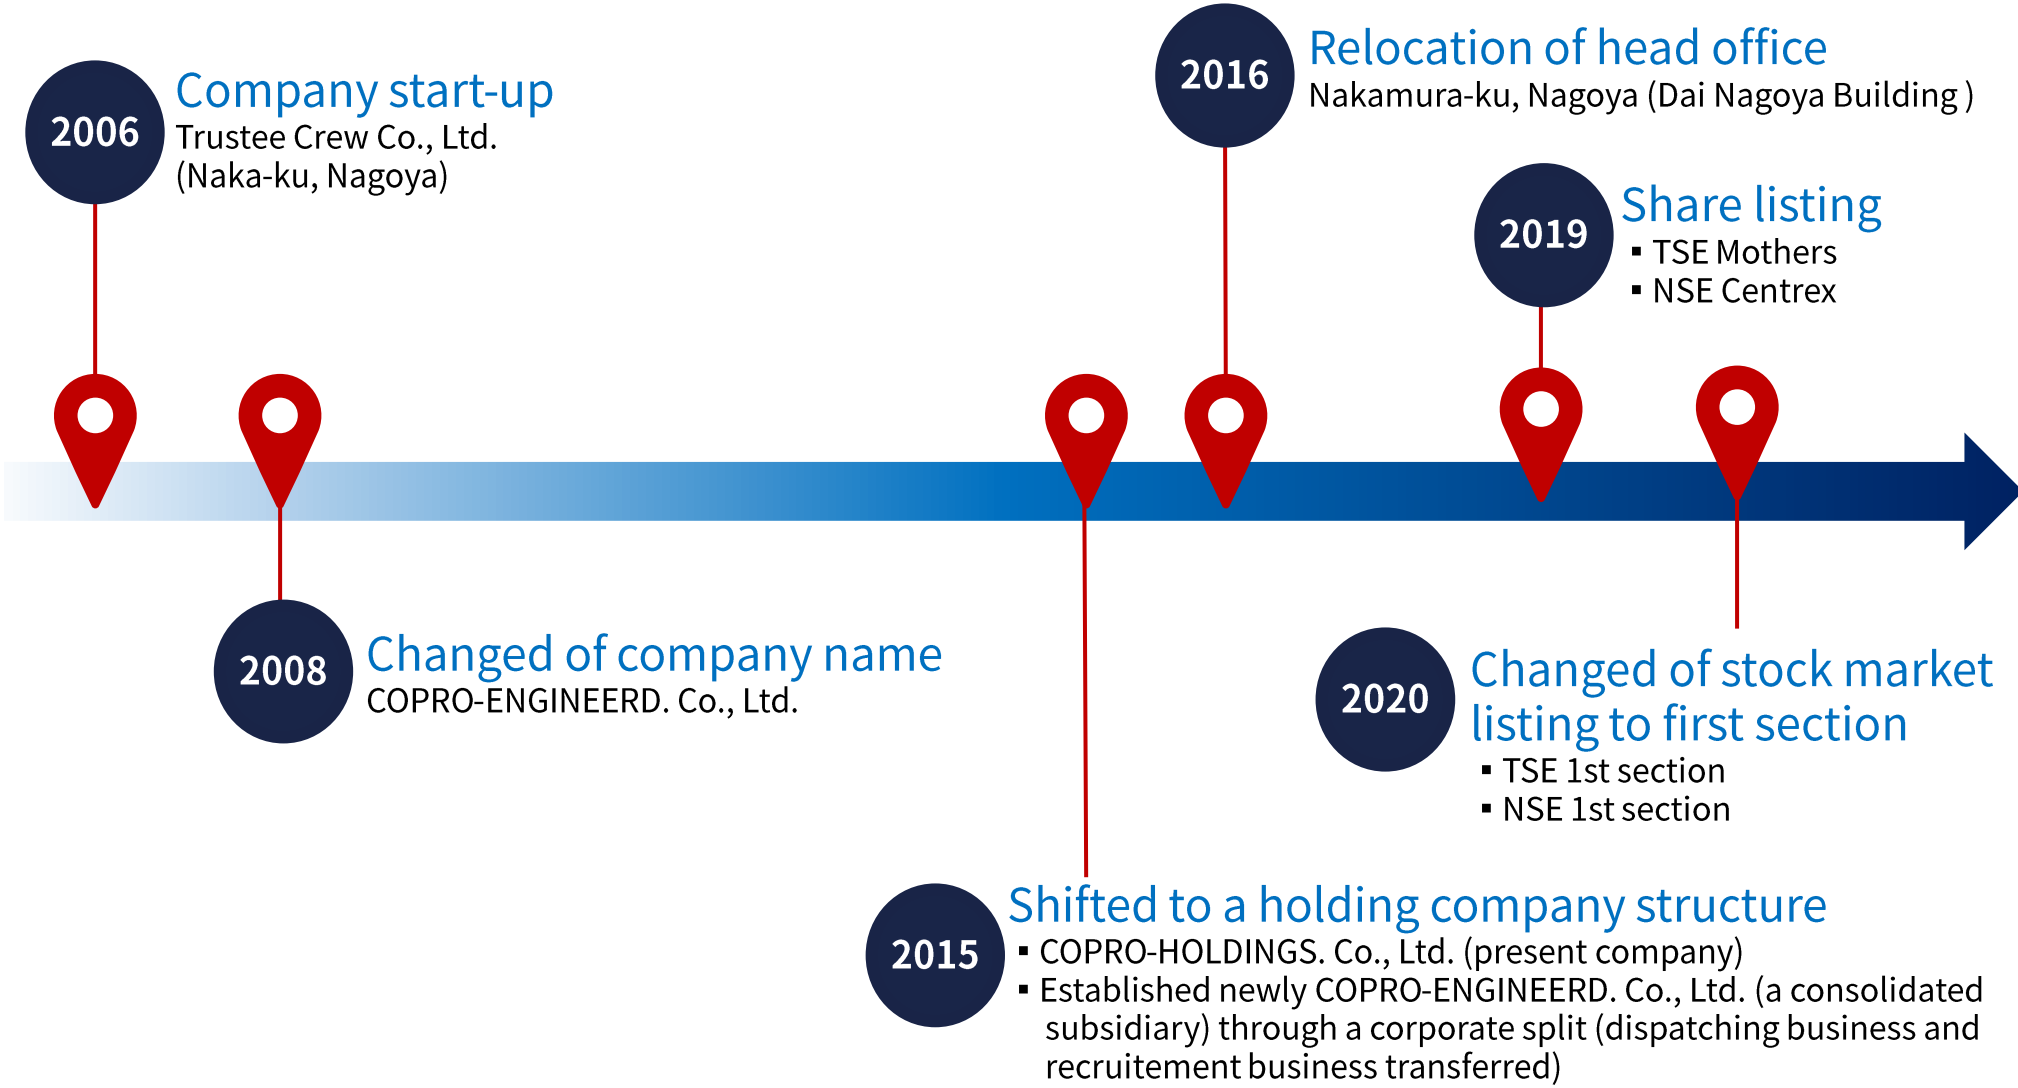 2006
Company start-up
Trustee Crew Co., Ltd.
(Naka-ku, Nagoya)
2016
Relocation of head office
Nakamura-ku, Nagoya (Dai Nagoya Building )
2019
Share listing
▪ TSE Mothers
▪ NSE Centrex
2008
Changed of company name
COPRO-ENGINEERD. Co., Ltd.
2020
Changed of stock market
listing to first section
▪ TSE 1st section
▪ NSE 1st section
2015
Shifted to a holding company structure
▪ COPRO-HOLDINGS. Co., Ltd. (present company)
▪ Established newly COPRO-ENGINEERD. Co., Ltd. (a consolidated
subsidiary) through a corporate split (dispatching business and
recruitement business transferred)